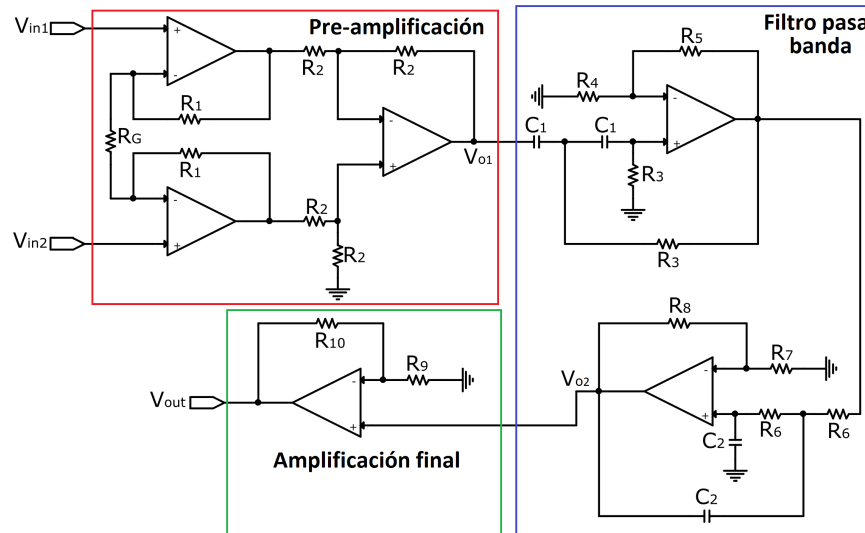 Pre-amplificación
Vin1
+
-
R2
R2
R1
RG
R1
-
+
Vo1
-
+
R2
R2
Vin2
Filtro pasa
banda
R5
R4
-
+
C1
C1
R3
R3
R8
R7
Vo2
-
+
R6
R6
C2
C2
R10
R9
-
+
Vout
Amplificación final